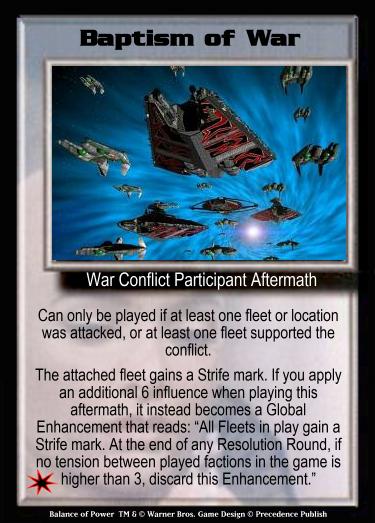 Baptism of War
War Conflict Participant Aftermath
Can only be played if at least one fleet or location
was attacked, or at least one fleet supported the
conflict.
The attached fleet gains a Strife mark. If you apply
an additional 6 influence when playing this
aftermath, it instead becomes a Global
Enhancement that reads: “All Fleets in play gain a
Strife mark. At the end of any Resolution Round, if
no tension between played factions in the game is
higher than 3, discard this Enhancement.”
Balance of Power TM & © Warner Bros. Game Design © Precedence Publish